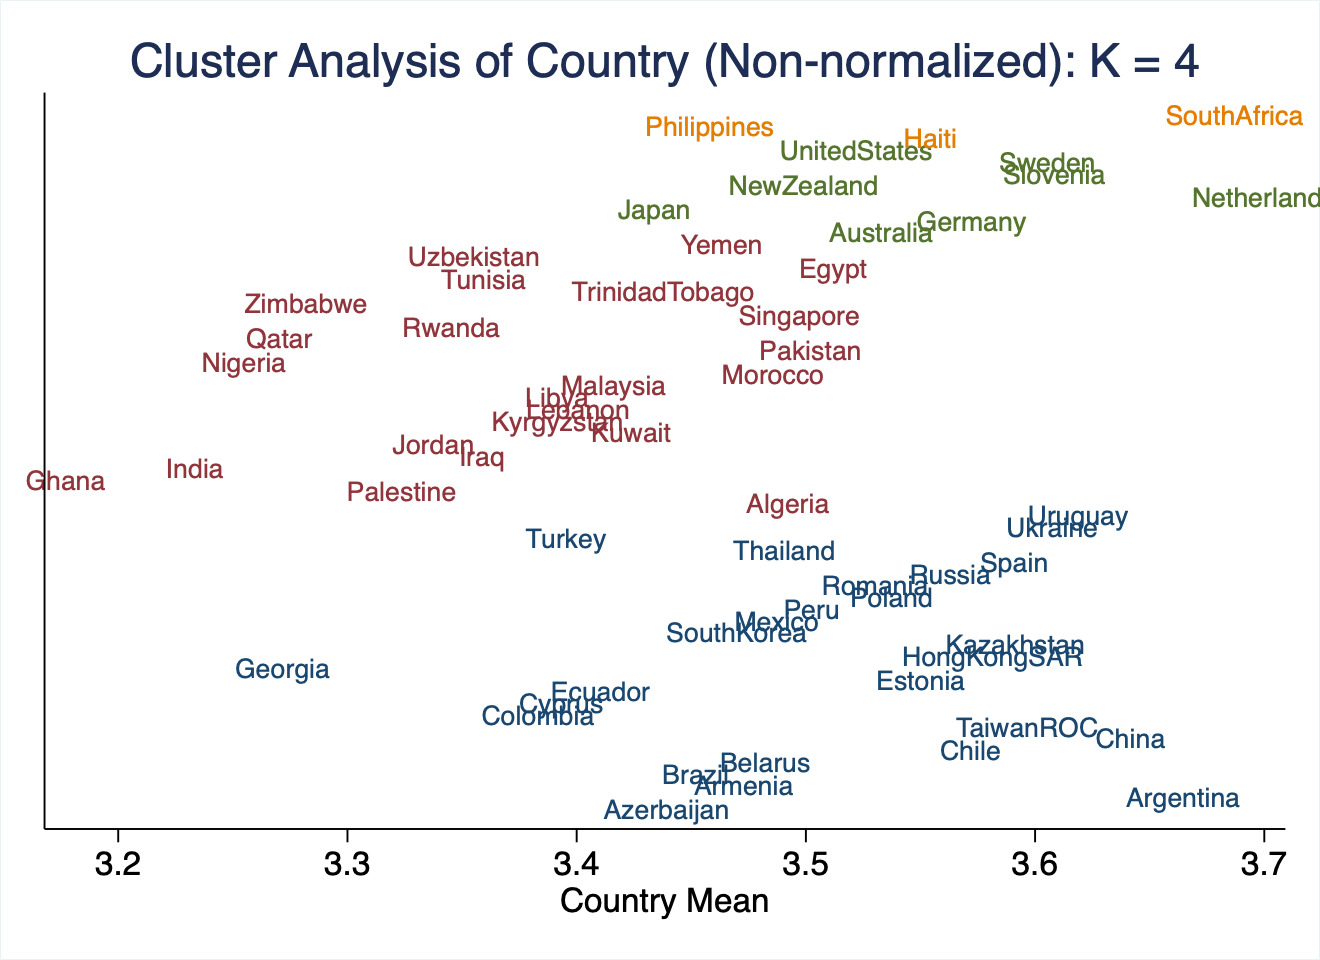 Cluster Analysis of Country (Non-normalized): K = 4
SouthAfrica
Philippines
Haiti
UnitedStates
Sweden
Slovenia
NewZealand
Netherland
Japan
Germany
Australia
Yemen
Uzbekistan
Egypt
Tunisia
TrinidadTobago
Zimbabwe
Singapore
Rwanda
Qatar
Pakistan
Nigeria
Morocco
Malaysia
Libya
Lebanon
Kyrgyzstan
Kuwait
Jordan
Iraq
India
Ghana
Palestine
Algeria
Uruguay
Ukraine
Turkey
Thailand
Spain
Russia
Romania
Poland
Peru
Mexico
SouthKorea
Kazakhstan
HongKongSAR
Georgia
Estonia
Ecuador
Cyprus
Colombia
TaiwanROC
China
Chile
Belarus
Brazil
Armenia
Argentina
Azerbaijan
3.2 3.3 3.4 3.5 3.6 3.7
Country Mean